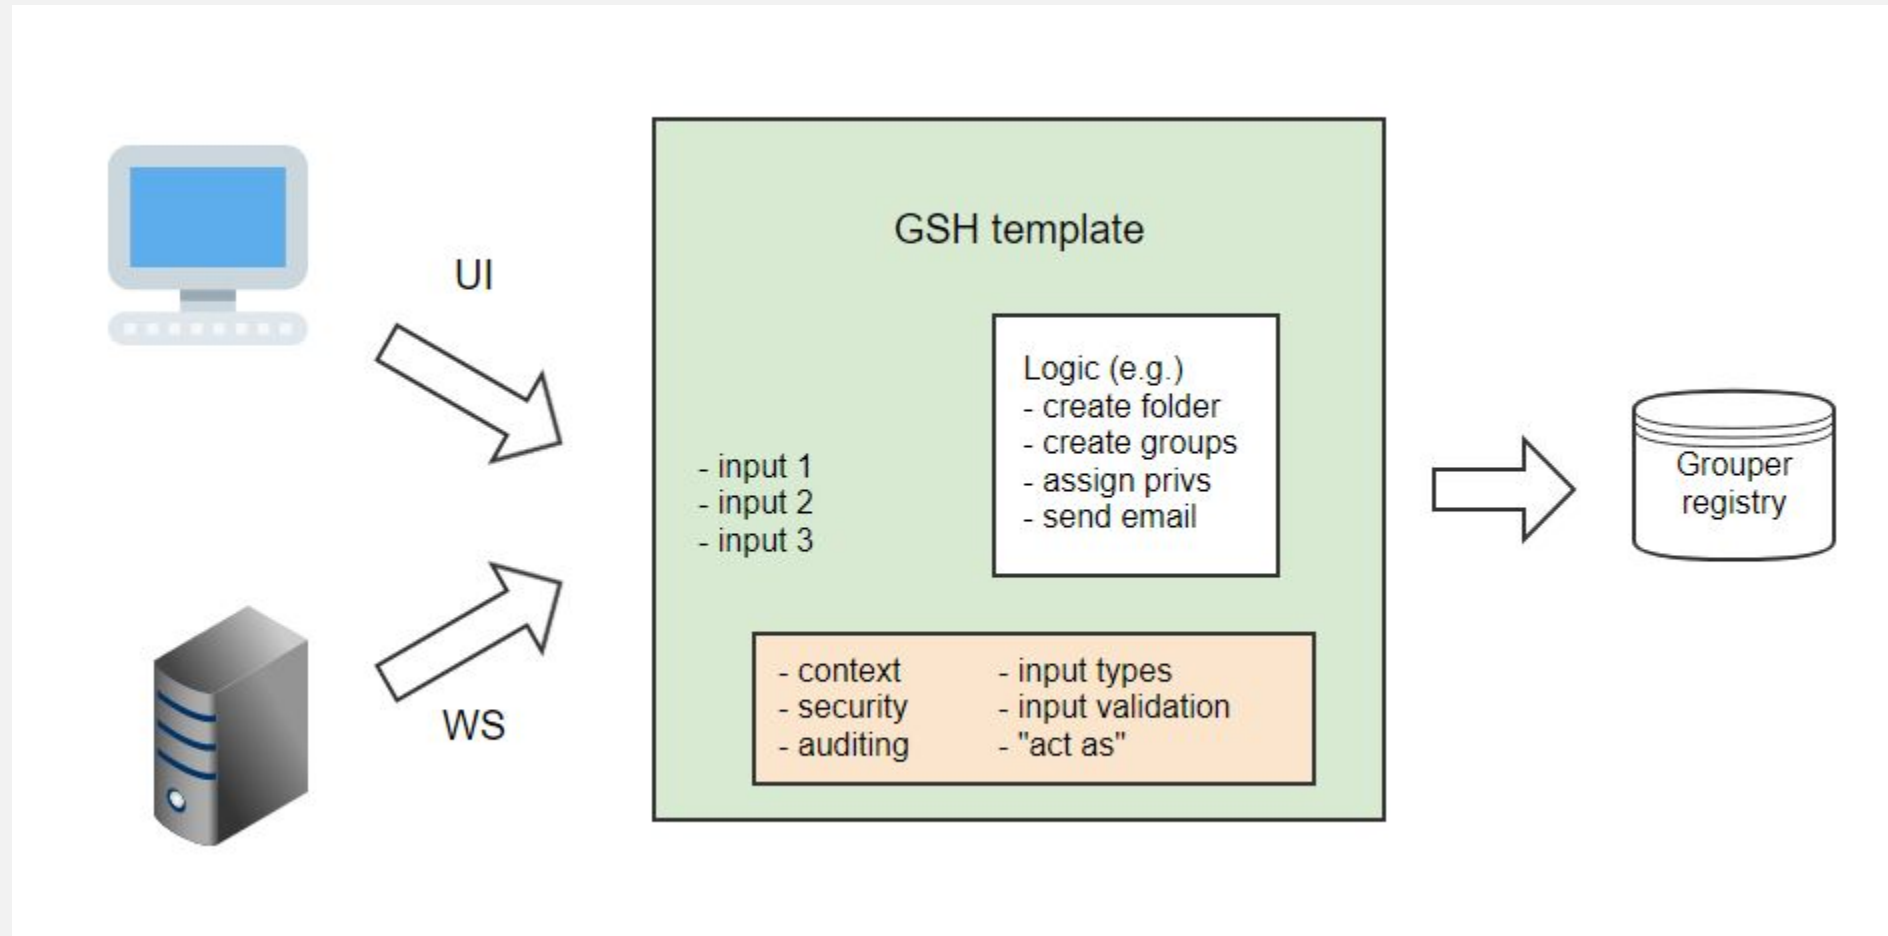 UI
WS
GSH template
- input 1
- input 2
- input 3
Logic (e.g.)
- create folder
- create groups
- assign privs
- send email
- context
- security
- auditing
- input types
- input validation
- "act as"
Grouper
registry